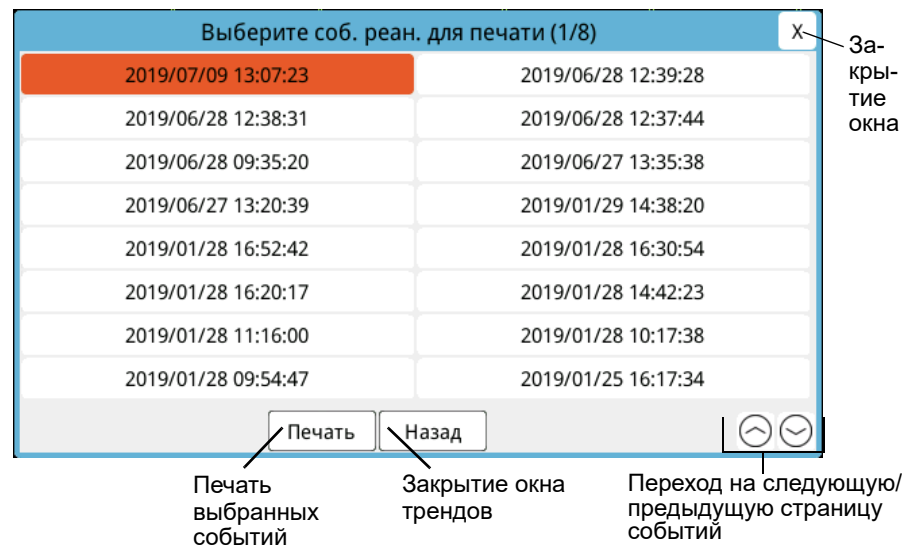 Выберите соб. реан. для печати (1/8)
X
За-
кры-
тие
окна
2019/07/09 13:07:23
2019/06/28 12:39:28
2019/06/28 12:38:31
2019/06/28 12:37:44
2019/06/28 09:35:20
2019/06/27 13:35:38
2019/06/27 13:20:39
2019/01/29 14:38:20
2019/01/28 16:52:42
2019/01/28 16:30:54
2019/01/28 16:20:17
2019/01/28 14:42:23
2019/01/28 11:16:00
2019/01/28 10:17:38
2019/01/28 09:54:47
2019/01/25 16:17:34
Печать
Назад
Печать
выбранных
событий
Закрытие окна
трендов
Переход на следующую/
предыдущую страницу
событий